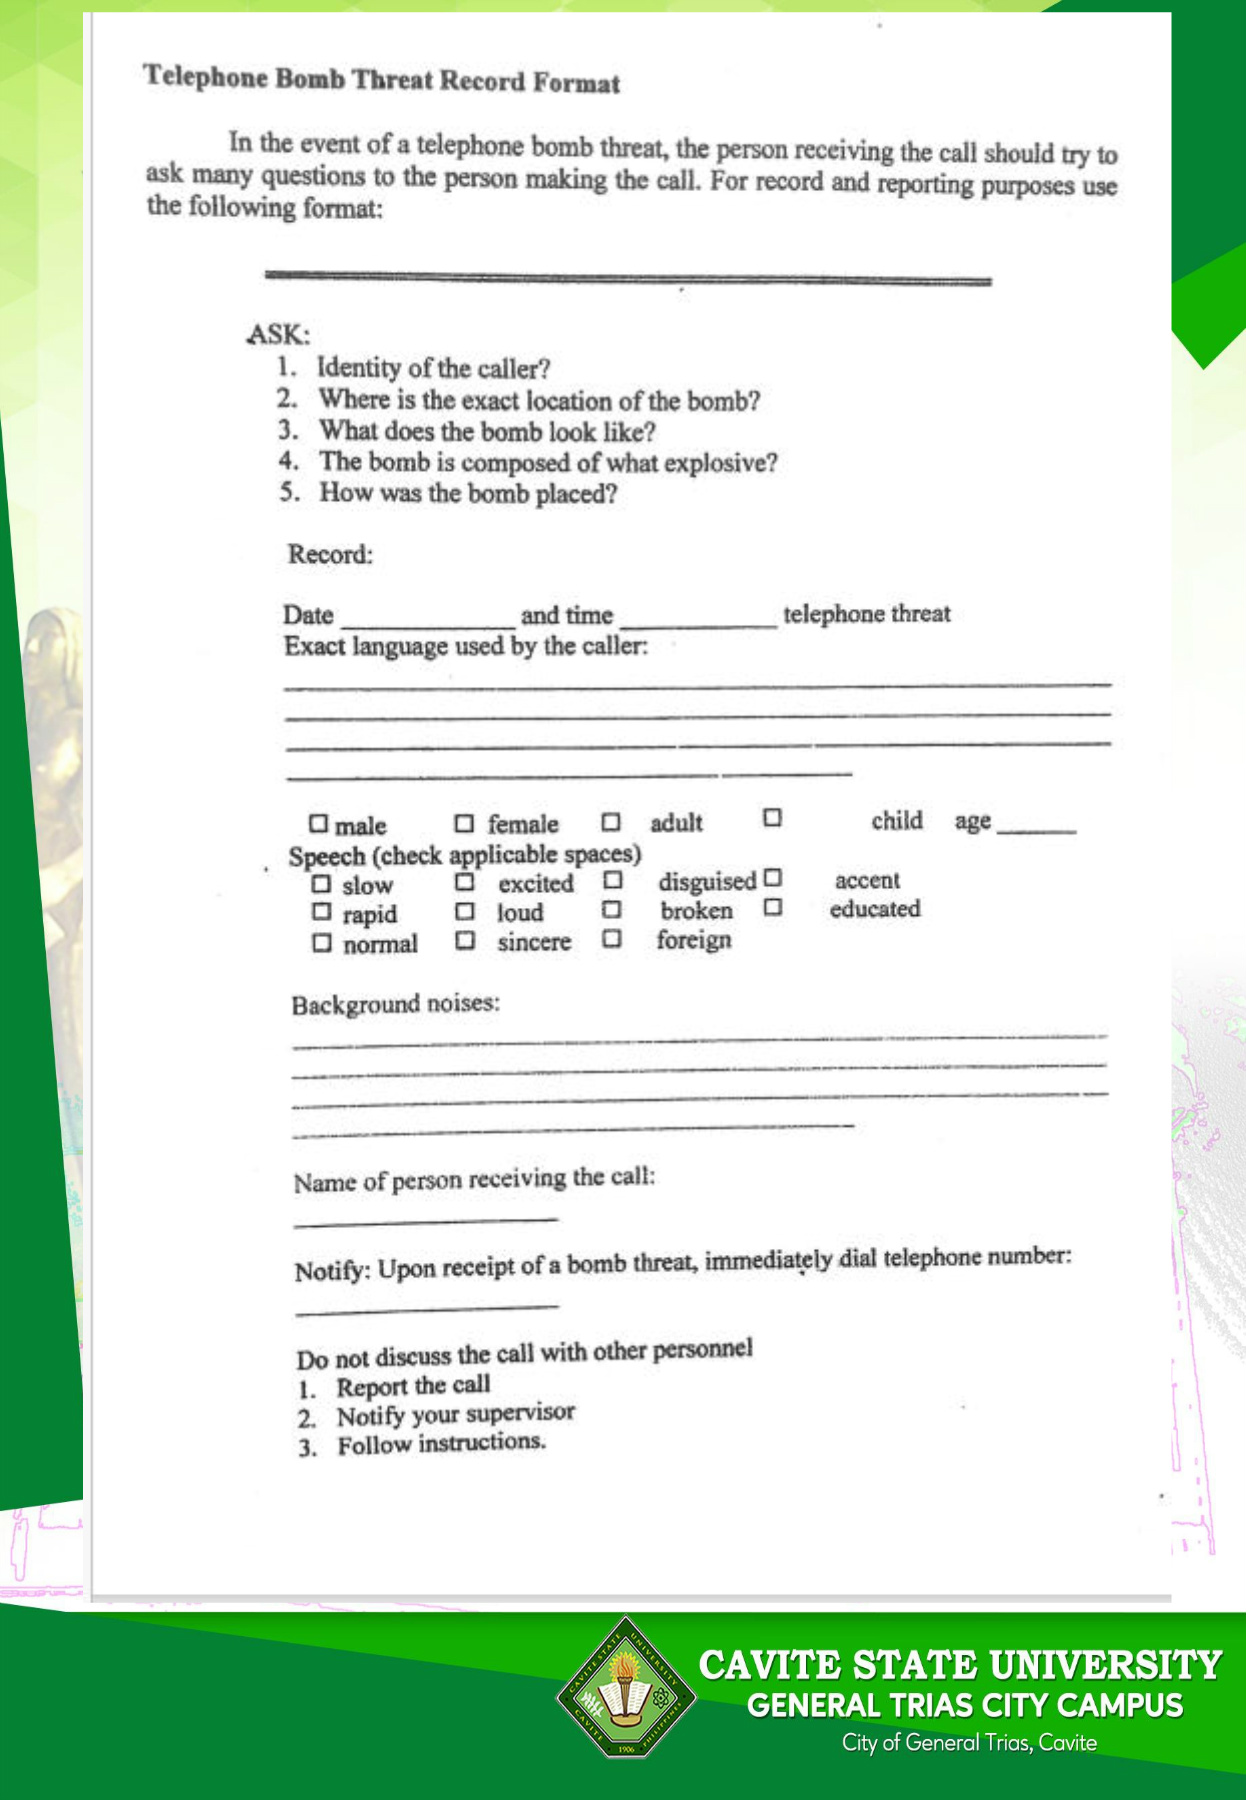 Telephone Bomb Threat Record Format
In the event of a telephone bomb threat, the person receiving the call should try to
ask many questions to the person making the call. For record and reporting purposes use
the following format:
ASK:
1. Identity of the caller?
2. Where is the exact location of the bomb?
3. What does the bomb look like?
4. The bomb is composed of what explosive?
5. How was the bomb placed?
Record:
Date ____________ and time ____________ telephone threat
Exact language used by the caller:
☐ male ☐ female ☐ adult ☐ child age ______
Speech (check applicable spaces)
☐ slow ☐ excited ☐ disguised ☐ accent
☐ rapid ☐ loud ☐ broken ☐ educated
☐ normal ☐ sincere ☐ foreign
Background noises:
Name of person receiving the call:
Notify: Upon receipt of a bomb threat, immediately dial telephone number:
Do not discuss the call with other personnel
1. Report the call
2. Notify your supervisor
3. Follow instructions.
CAVITE STATE UNIVERSITY
CAVITE
PHILIPPINES
1906
CAVITE STATE UNIVERSITY
GENERAL TRIAS CITY CAMPUS
City of General Trias, Cavite